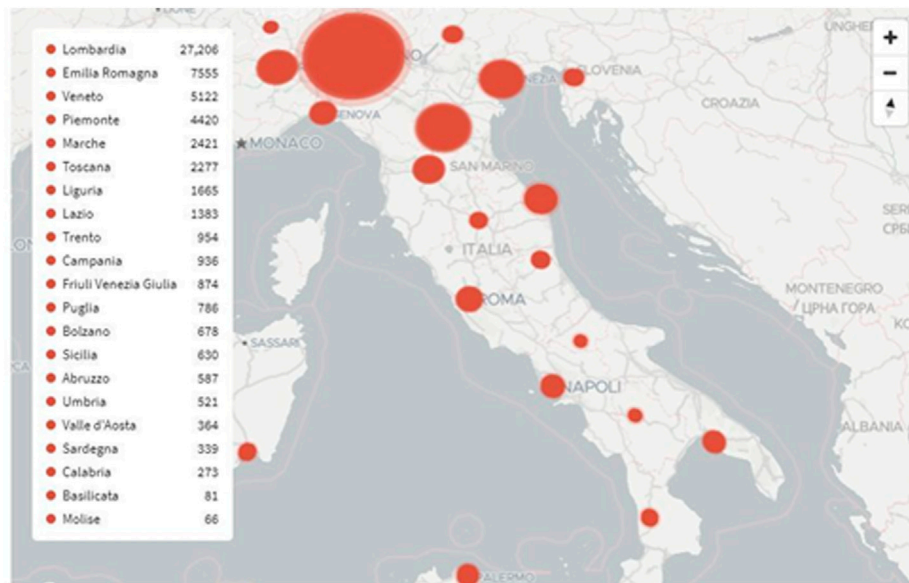 Lombardia 27,206
Emilia Romagna 7555
Veneto 5122
Piemonte 4420
Marche 2421
Toscana 2277
Liguria 1665
Lazio 1383
Trento 954
Campania 936
Friuli Venezia Giulia 874
Puglia 786
Bolzano 678
Sicilia 630
Abruzzo 587
Umbria 521
Valle d'Aosta 364
Sardegna 339
Calabria 273
Basilicata 81
Molise 66
SLOVENIA
CROAZIA
MONACO
SAN MARINO
ITALIA
ROMA
MONTENEGRO
/ ЦРНА ГОРА
SASSARI
NAPOLI
ALBANIA
PALERMO
+
−